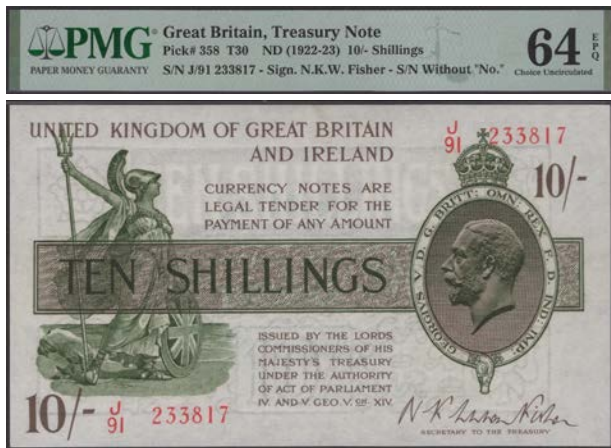 PMG
PAPER MONEY GUARANTY
Great Britain, Treasury Note
Pick# 358 T30 ND (1922-23) 10/- Shillings
S/N J/91 233817 - Sign. N.K.W. Fisher - S/N Without "No."
64
EPQ
Choice Uncirculated
UNITED KINGDOM OF GREAT BRITAIN
AND IRELAND
J
91 233817
10/-
CURRENCY NOTES ARE
LEGAL TENDER FOR THE
PAYMENT OF ANY AMOUNT
GEORGIVS V. D. G. BRITT: OMN: REX F. D. IND: IMP:
TEN SHILLINGS
ISSUED BY THE LORDS
COMMISSIONERS OF HIS
MAJESTY'S TREASURY
UNDER THE AUTHORITY
OF ACT OF PARLIAMENT
IV. AND V. GEO. V. CH. XIV.
10/- J
91 233817
SECRETARY TO THE TREASURY